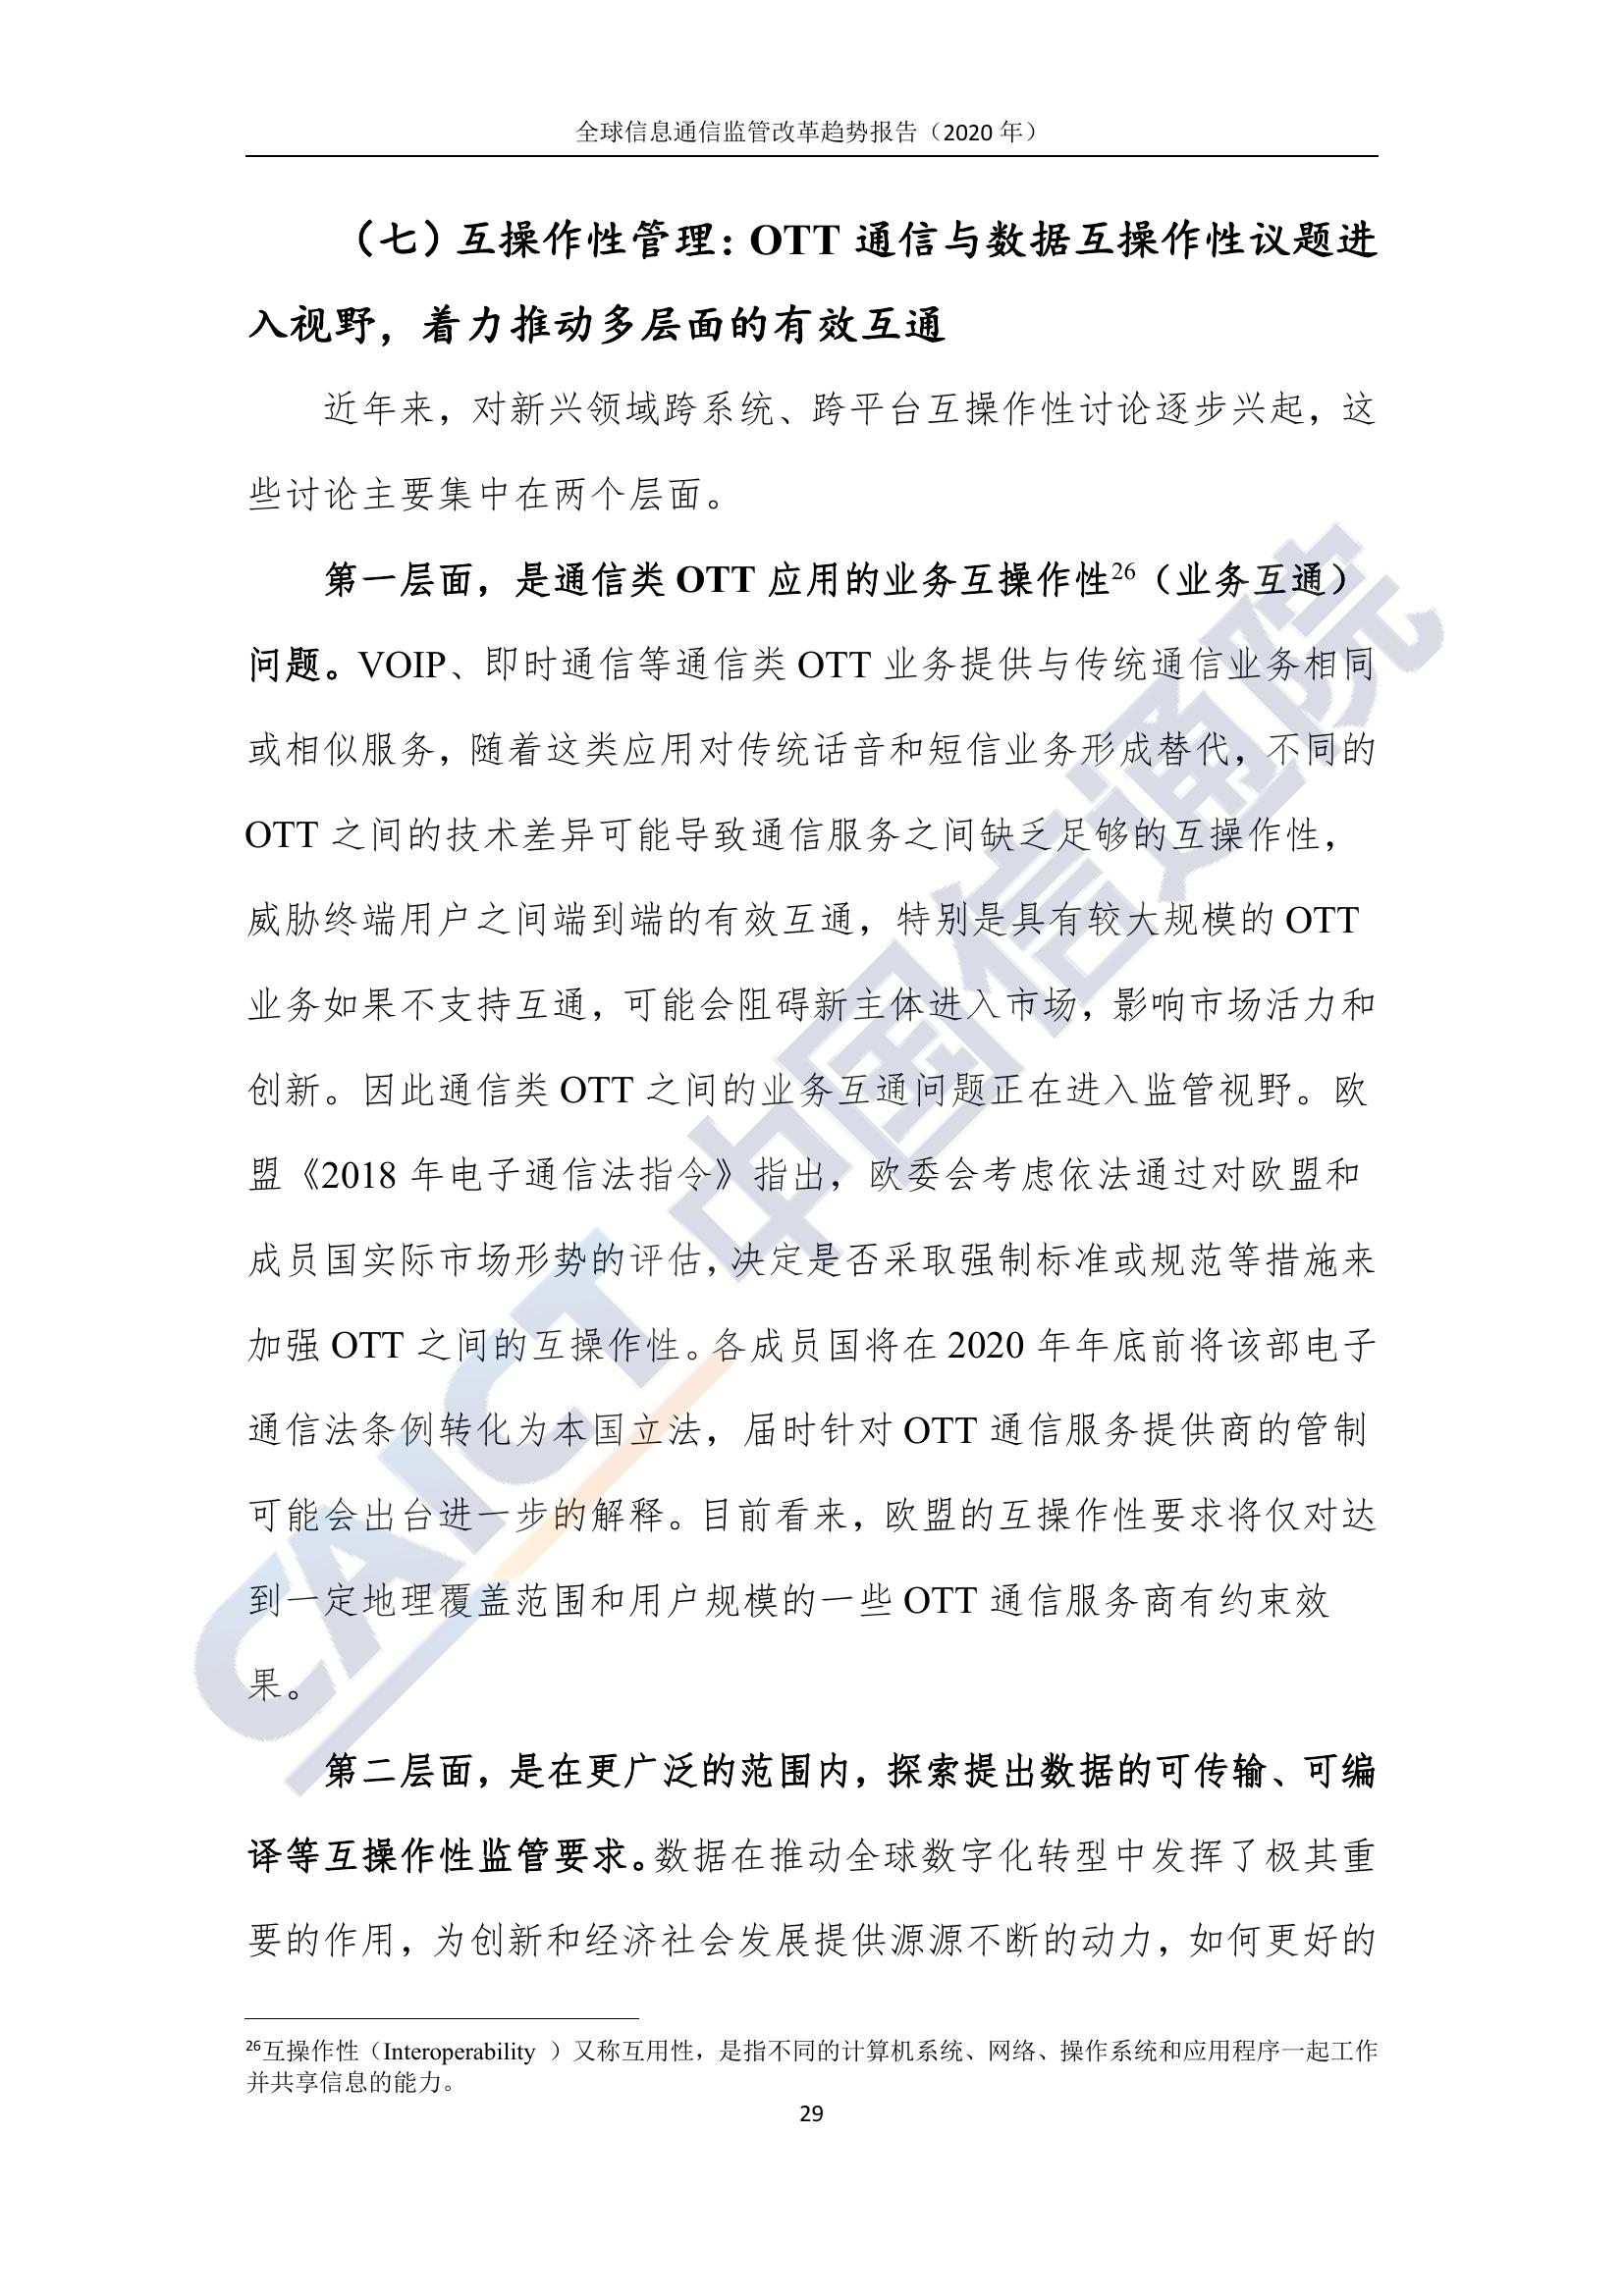 全球信息通信监管改革趋势报告（2020 年）
（七）互操作性管理：OTT 通信与数据互操作性议题进
入视野，着力推动多层面的有效互通
近年来，对新兴领域跨系统、跨平台互操作性讨论逐步兴起，这
些讨论主要集中在两个层面。
第一层面，是通信类 OTT 应用的业务互操作性26（业务互通）
问题。VOIP、即时通信等通信类 OTT 业务提供与传统通信业务相同
或相似服务，随着这类应用对传统话音和短信业务形成替代，不同的
OTT 之间的技术差异可能导致通信服务之间缺乏足够的互操作性，
威胁终端用户之间端到端的有效互通，特别是具有较大规模的 OTT
业务如果不支持互通，可能会阻碍新主体进入市场，影响市场活力和
创新。因此通信类 OTT 之间的业务互通问题正在进入监管视野。欧
盟《2018 年电子通信法指令》指出，欧委会考虑依法通过对欧盟和
成员国实际市场形势的评估，决定是否采取强制标准或规范等措施来
加强 OTT 之间的互操作性。各成员国将在 2020 年年底前将该部电子
通信法条例转化为本国立法，届时针对 OTT 通信服务提供商的管制
可能会出台进一步的解释。目前看来，欧盟的互操作性要求将仅对达
到一定地理覆盖范围和用户规模的一些 OTT 通信服务商有约束效
果。
第二层面，是在更广泛的范围内，探索提出数据的可传输、可编
译等互操作性监管要求。数据在推动全球数字化转型中发挥了极其重
要的作用，为创新和经济社会发展提供源源不断的动力，如何更好的
26互操作性（Interoperability ）又称互用性，是指不同的计算机系统、网络、操作系统和应用程序一起工作
并共享信息的能力。
29
CAICT 中国信通院